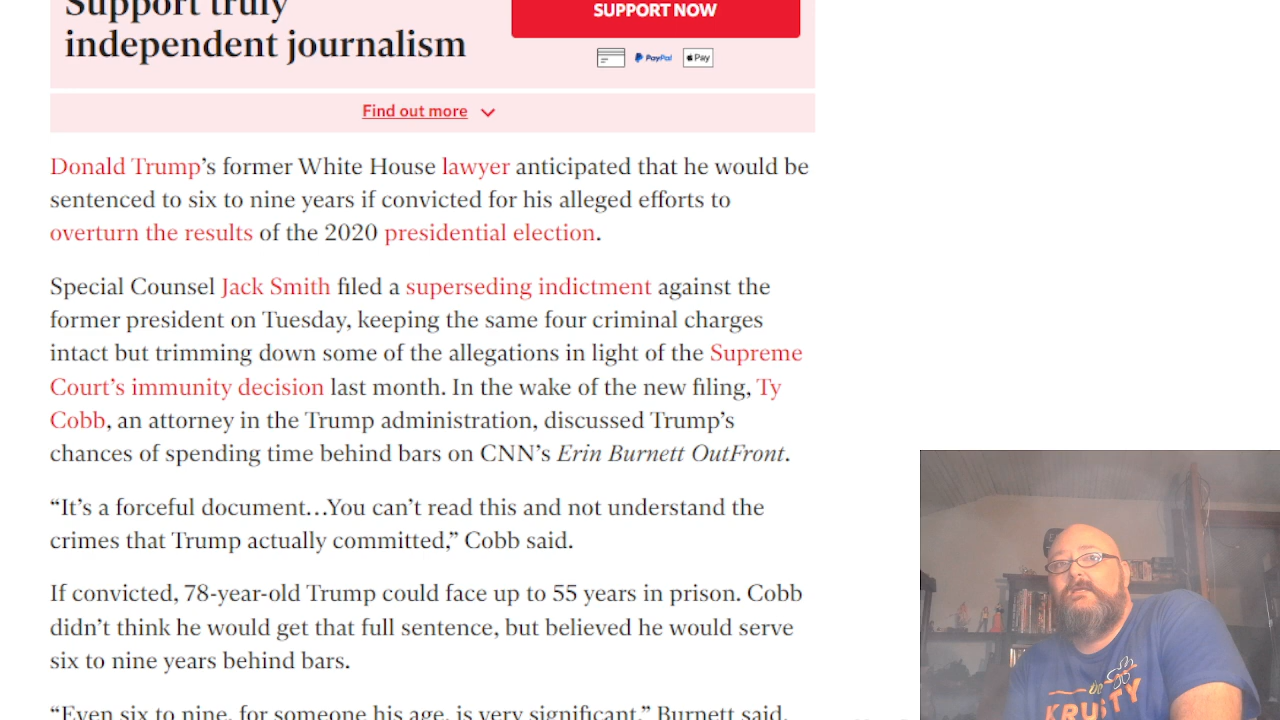 Support truly
independent journalism
SUPPORT NOW
PayPal
Pay
Find out more
Donald Trump’s former White House lawyer anticipated that he would be
sentenced to six to nine years if convicted for his alleged efforts to
overturn the results of the 2020 presidential election.
Special Counsel Jack Smith filed a superseding indictment against the
former president on Tuesday, keeping the same four criminal charges
intact but trimming down some of the allegations in light of the Supreme
Court’s immunity decision last month. In the wake of the new filing, Ty
Cobb, an attorney in the Trump administration, discussed Trump’s
chances of spending time behind bars on CNN’s Erin Burnett OutFront.
“It’s a forceful document…You can’t read this and not understand the
crimes that Trump actually committed,” Cobb said.
If convicted, 78-year-old Trump could face up to 55 years in prison. Cobb
didn’t think he would get that full sentence, but believed he would serve
six to nine years behind bars.
“Even six to nine, for someone his age, is very significant,” Burnett said.
the
KRUSTY